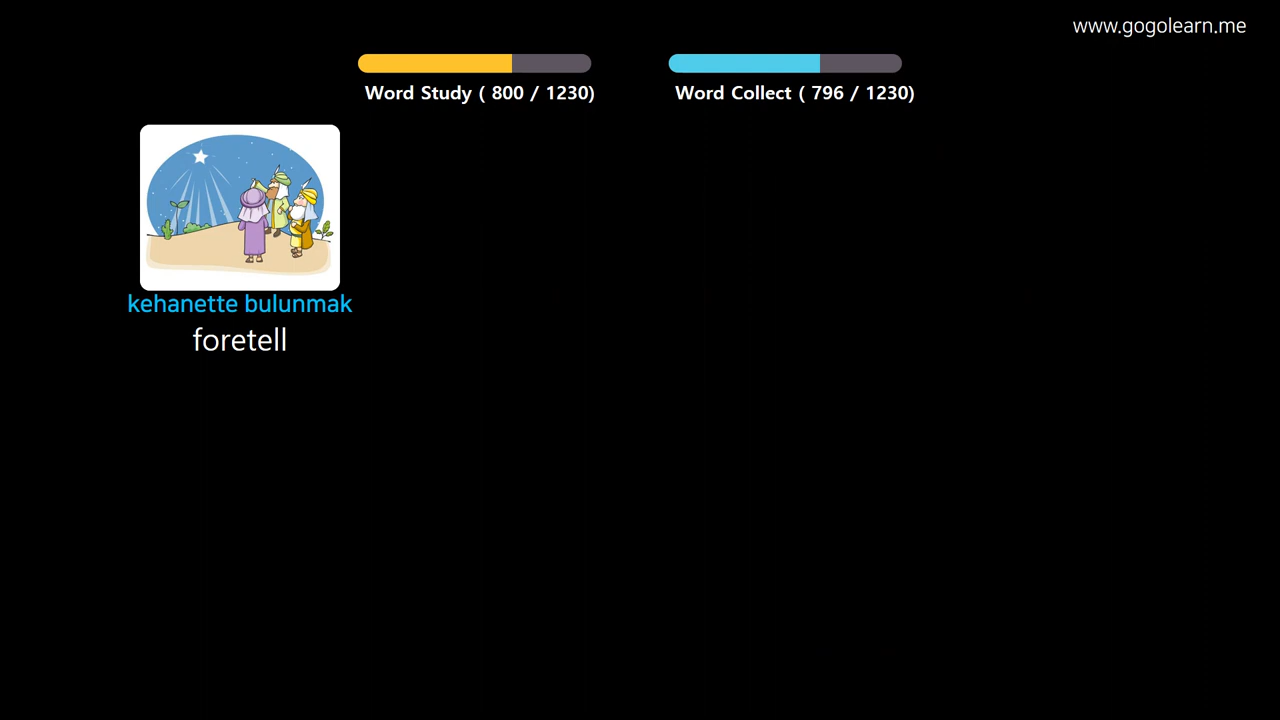 www.gogolearn.me
Word Study ( 800 / 1230)
Word Collect ( 796 / 1230)
kehanette bulunmak
foretell